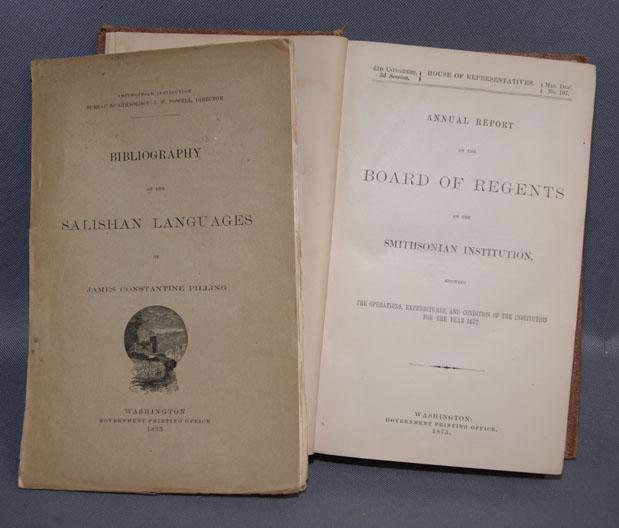 SMITHSONIAN INSTITUTION
BUREAU OF ETHNOLOGY: J. W. POWELL, DIRECTOR
BIBLIOGRAPHY
OF THE
SALISHAN LANGUAGES
BY
JAMES CONSTANTINE PILLING
WASHINGTON
GOVERNMENT PRINTING OFFICE
1893
42d CONGRESS, 3d Session. HOUSE OF REPRESENTATIVES. MIS. DOC. No. 107.
ANNUAL REPORT
OF THE
BOARD OF REGENTS
OF THE
SMITHSONIAN INSTITUTION,
SHOWING
THE OPERATIONS, EXPENDITURES, AND CONDITION OF THE INSTITUTION
FOR THE YEAR 1872.
WASHINGTON:
GOVERNMENT PRINTING OFFICE,
1873.